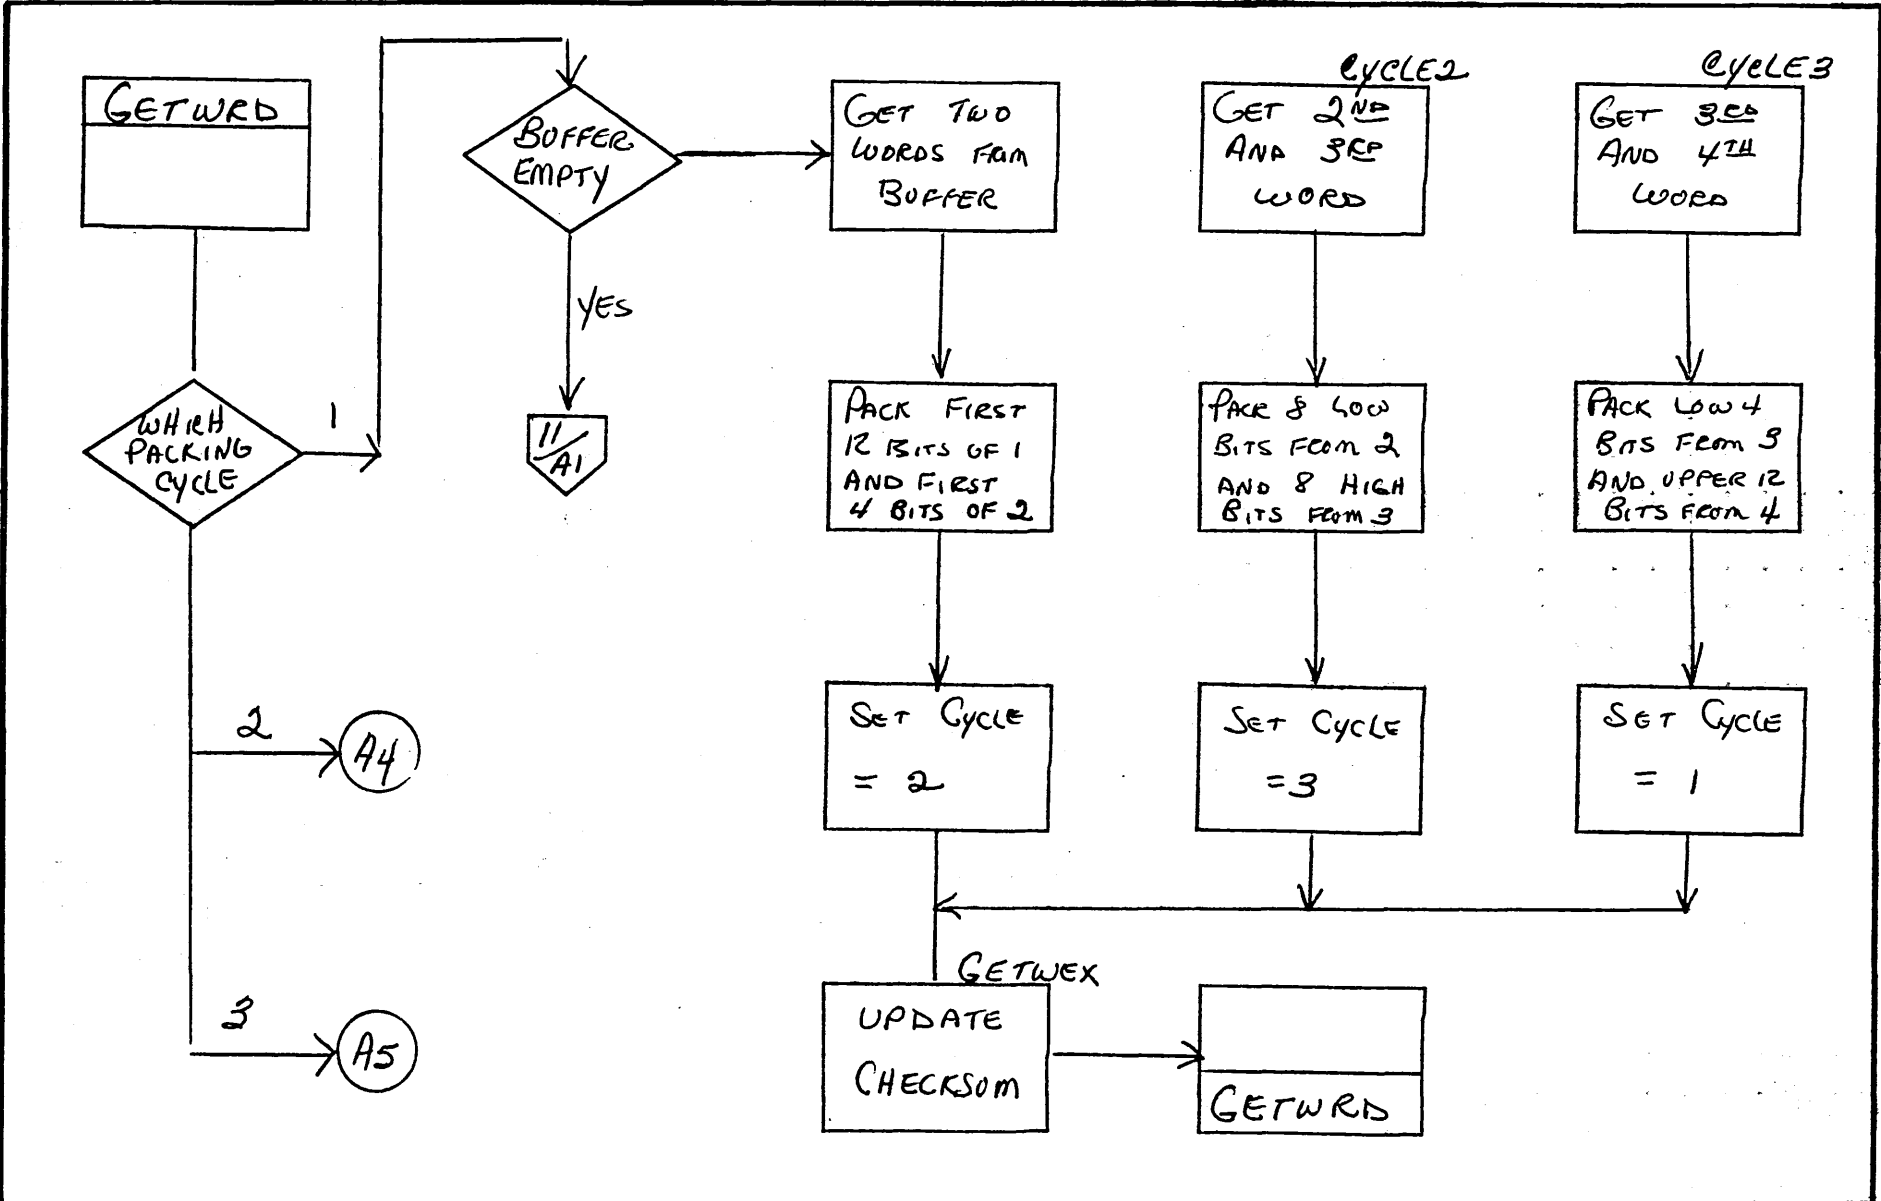 GETWRD
WHICH
PACKING
CYCLE
1
2
A4
3
A5
BUFFER
EMPTY
YES
11/A1
GET TWO
WORDS FROM
BUFFER
PACK FIRST
12 BITS OF 1
AND FIRST
4 BITS OF 2
SET CYCLE
= 2
GETWEX
UPDATE
CHECKSUM
CYCLE2
GET 2ND
AND 3RD
WORD
PACK 8 LOW
BITS FROM 2
AND 8 HIGH
BITS FROM 3
SET CYCLE
= 3
GETWRD
CYCLE3
GET 3RD
AND 4TH
WORD
PACK LOW 4
BITS FROM 3
AND UPPER 12
BITS FROM 4
SET CYCLE
= 1